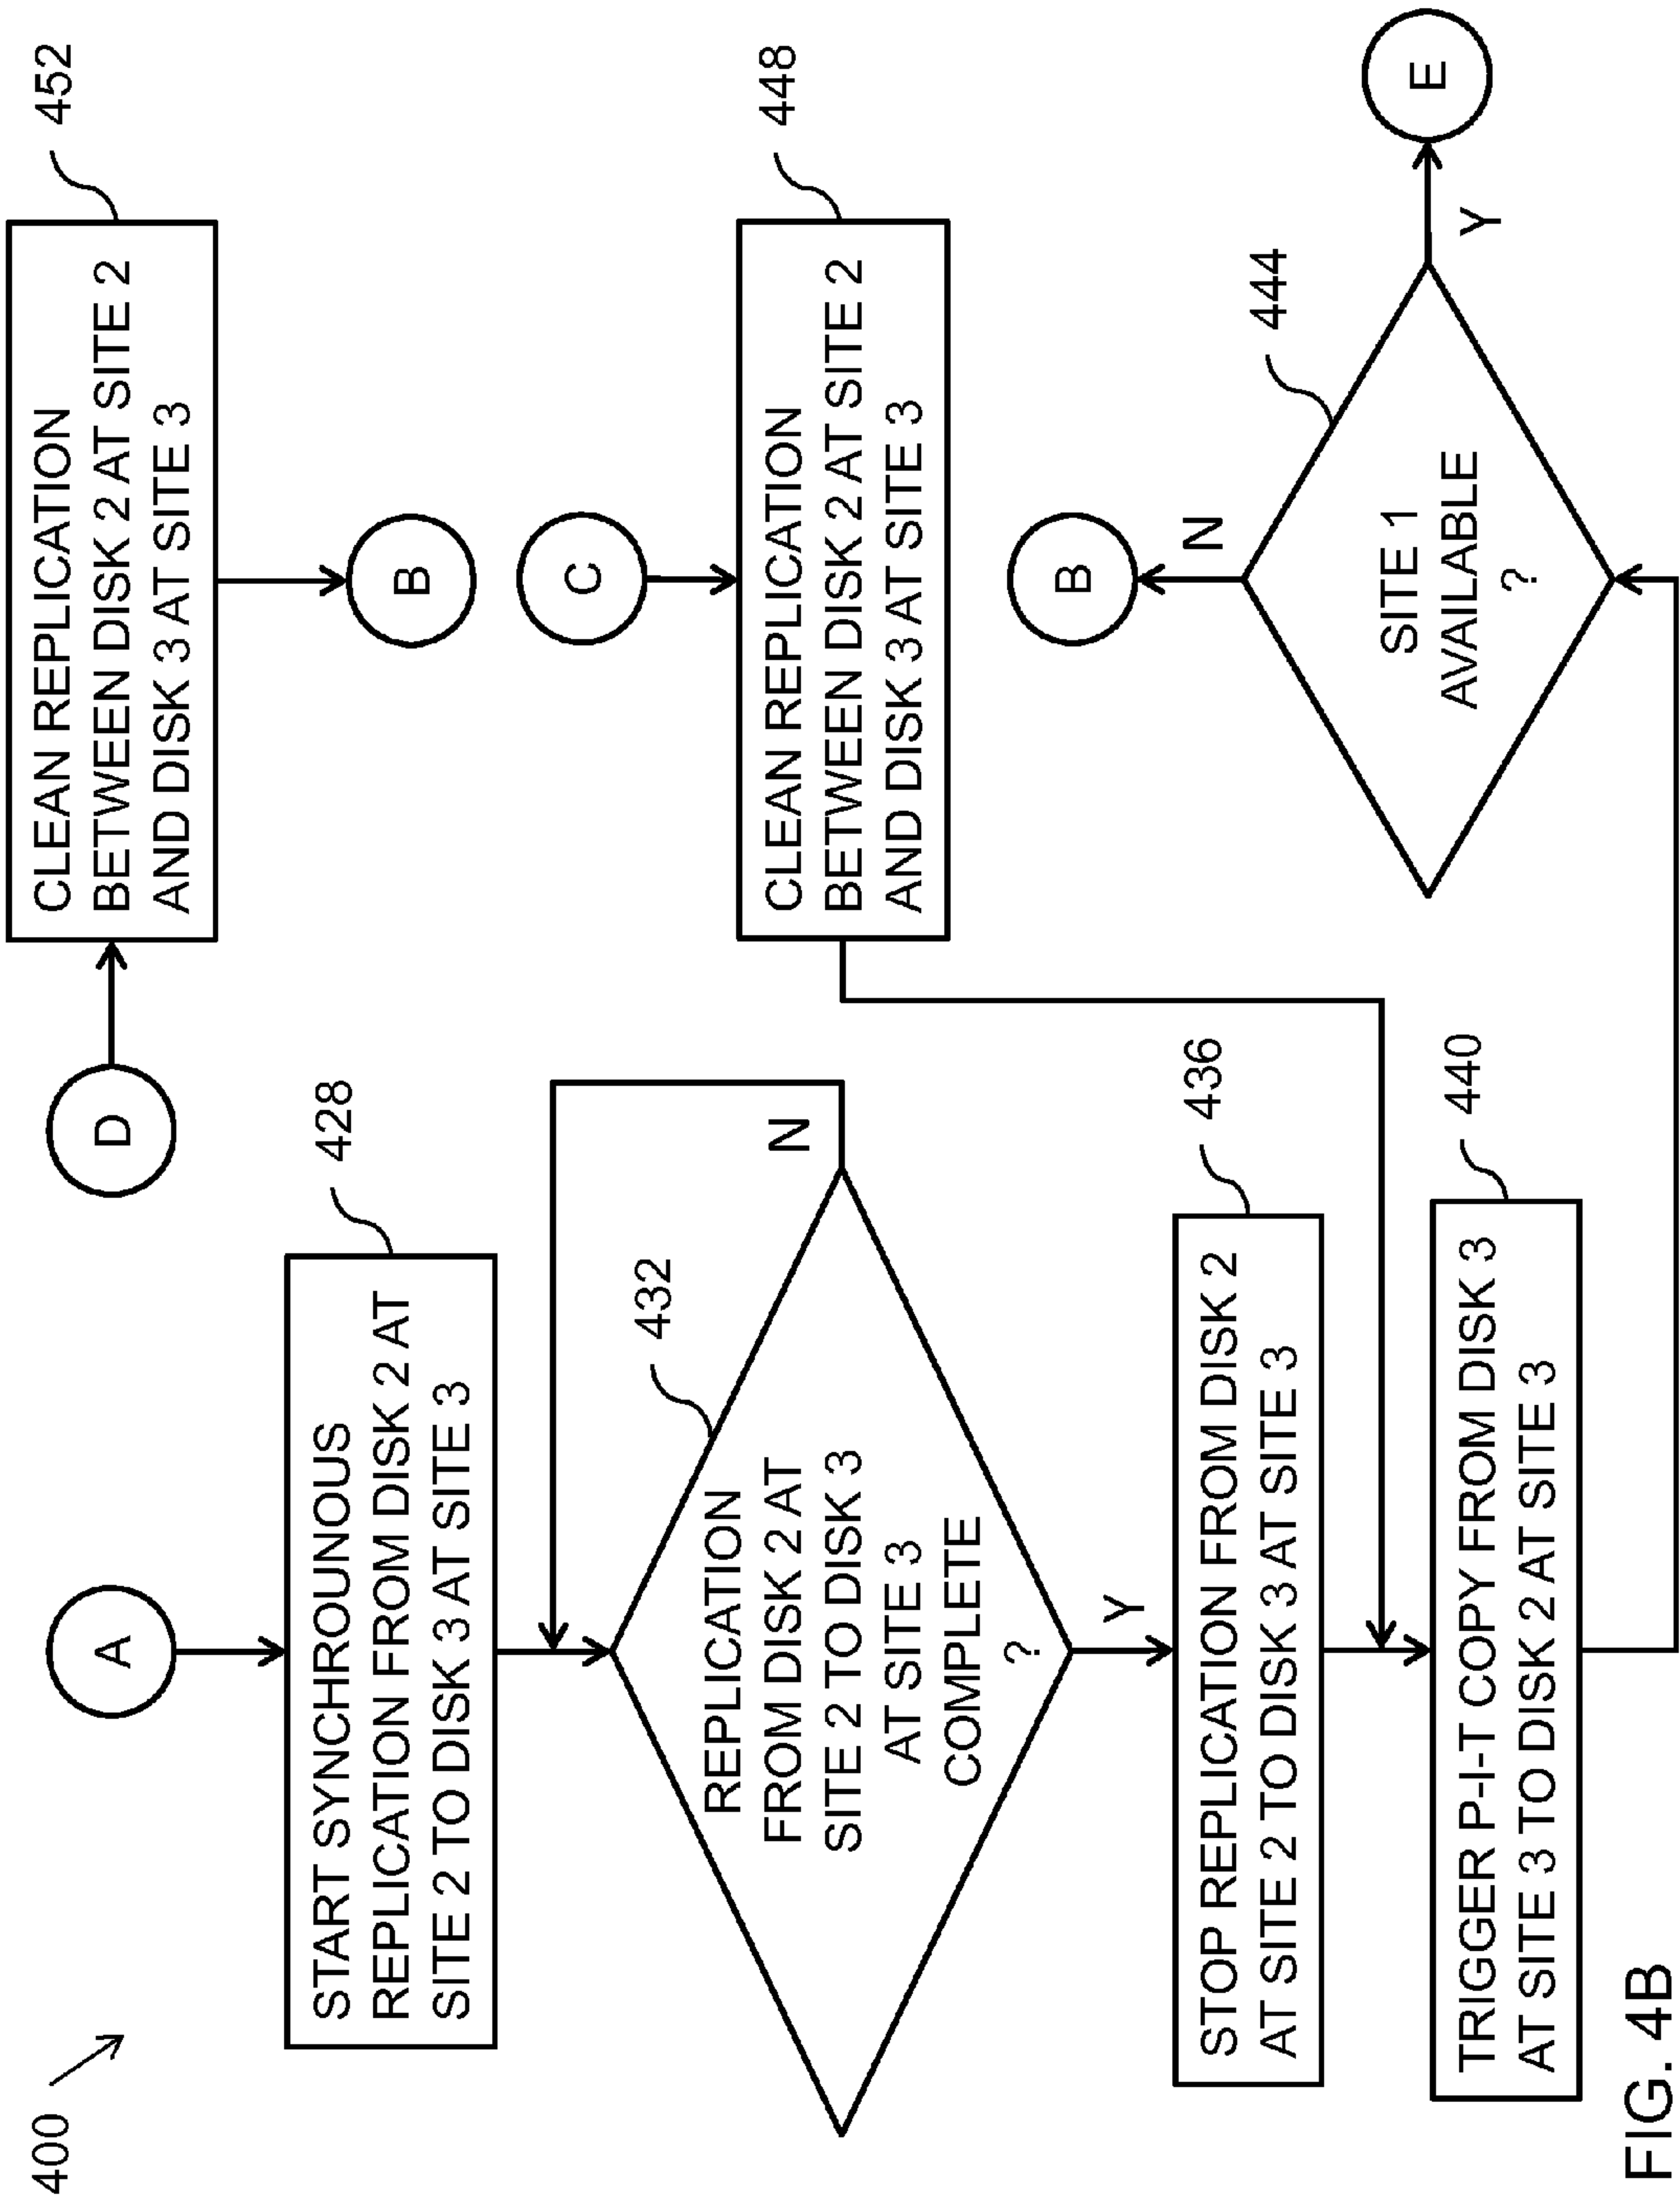 400
A
START SYNCHROUNOUS
REPLICATION FROM DISK 2 AT
SITE 2 TO DISK 3 AT SITE 3
428
REPLICATION
FROM DISK 2 AT
SITE 2 TO DISK 3
AT SITE 3
COMPLETE
?
432
N
Y
STOP REPLICATION FROM DISK 2
AT SITE 2 TO DISK 3 AT SITE 3
436
TRIGGER P-I-T COPY FROM DISK 3
AT SITE 3 TO DISK 2 AT SITE 3
440
D
CLEAN REPLICATION
BETWEEN DISK 2 AT SITE 2
AND DISK 3 AT SITE 3
452
B
C
CLEAN REPLICATION
BETWEEN DISK 2 AT SITE 2
AND DISK 3 AT SITE 3
448
B
N
SITE 1
AVAILABLE
?
444
Y
E
FIG. 4B